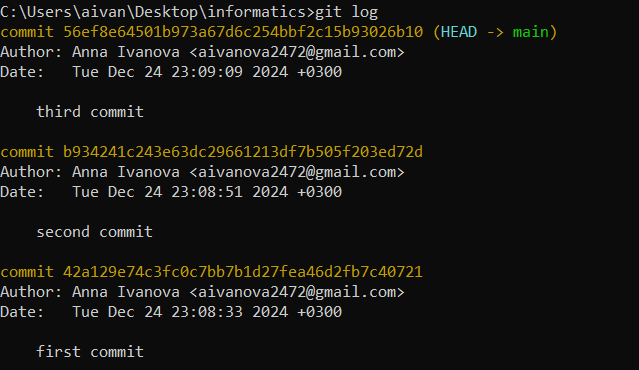 C:\Users\aivan\Desktop\informatics>git log
commit 56ef8e64501b973a67d6c254bbf2c15b93026b10 (HEAD -> main)
Author: Anna Ivanova <aivanova2472@gmail.com>
Date:   Tue Dec 24 23:09:09 2024 +0300
third commit
commit b934241c243e63dc29661213df7b505f203ed72d
Author: Anna Ivanova <aivanova2472@gmail.com>
Date:   Tue Dec 24 23:08:51 2024 +0300
second commit
commit 42a129e74c3fc0c7bb7b1d27fea46d2fb7c40721
Author: Anna Ivanova <aivanova2472@gmail.com>
Date:   Tue Dec 24 23:08:33 2024 +0300
first commit